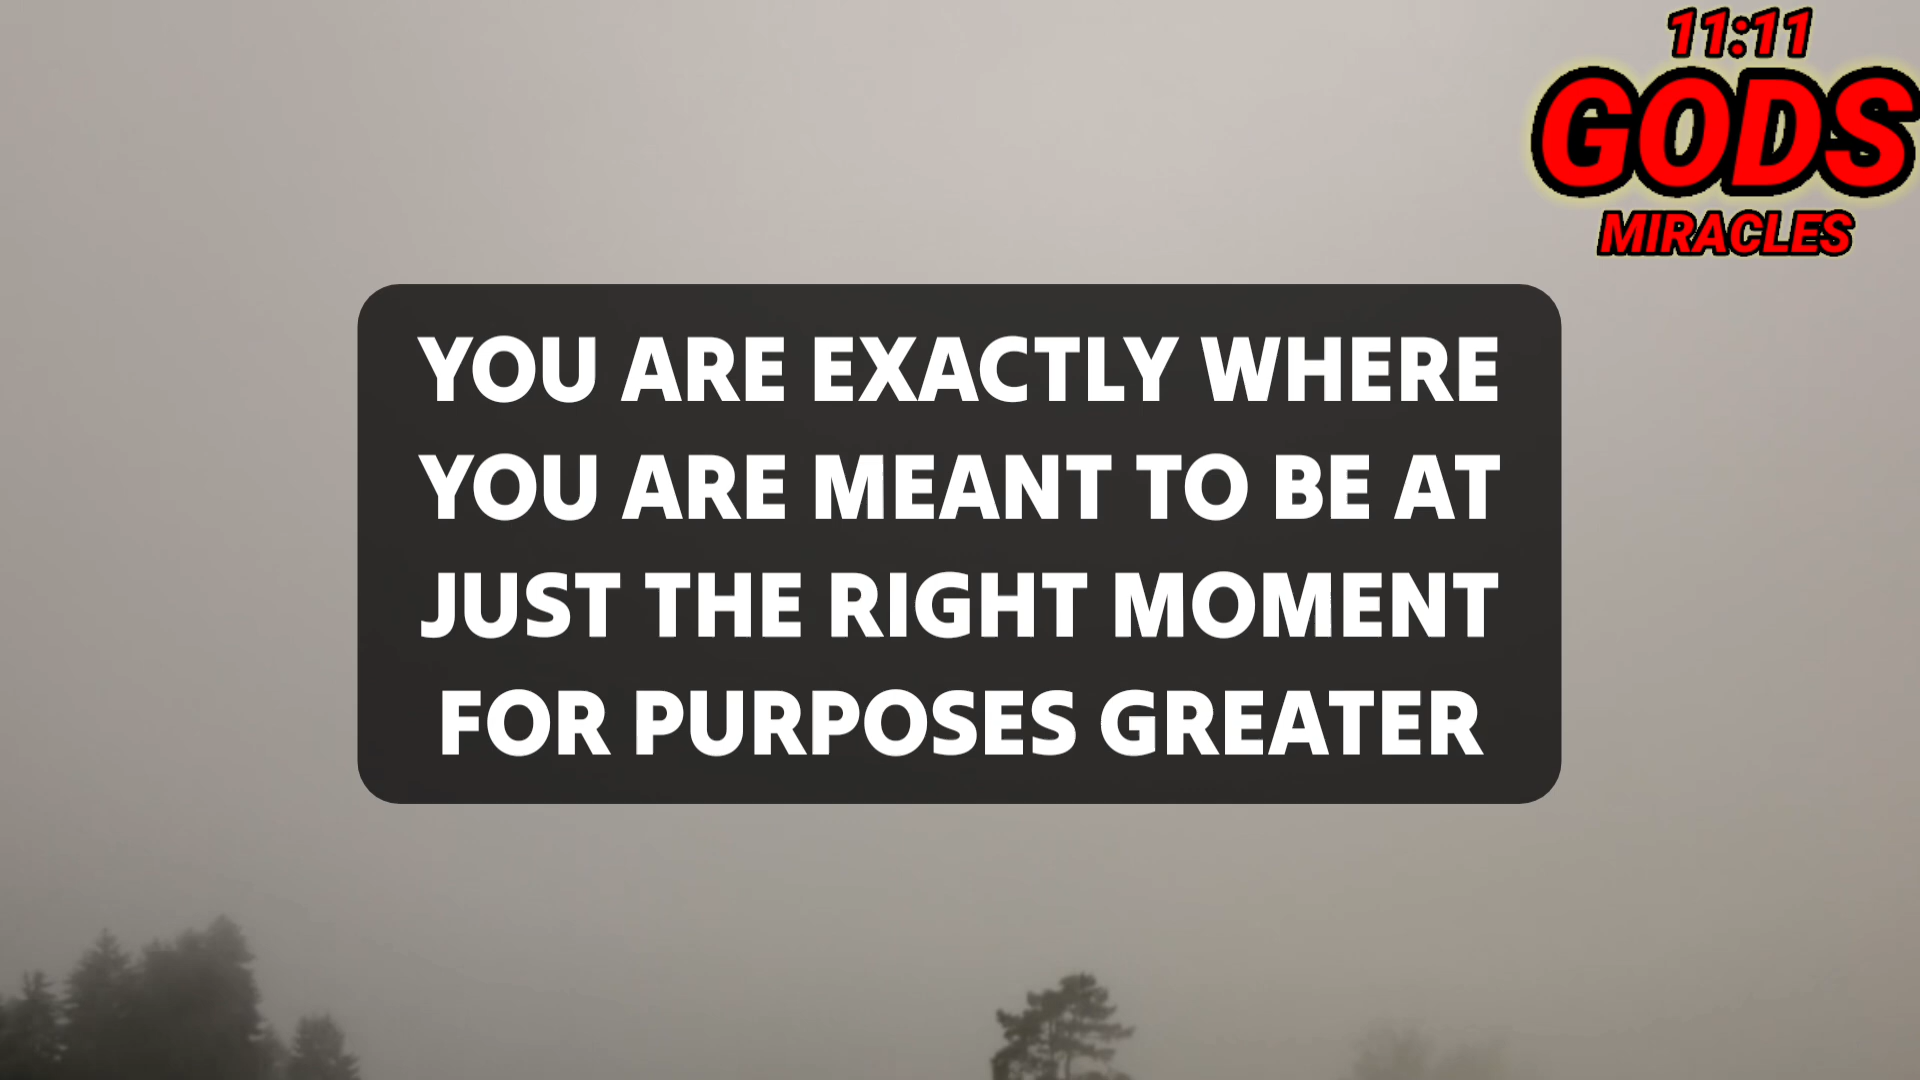 11:11
GODS
MIRACLES
YOU ARE EXACTLY WHERE
YOU ARE MEANT TO BE AT
JUST THE RIGHT MOMENT
FOR PURPOSES GREATER